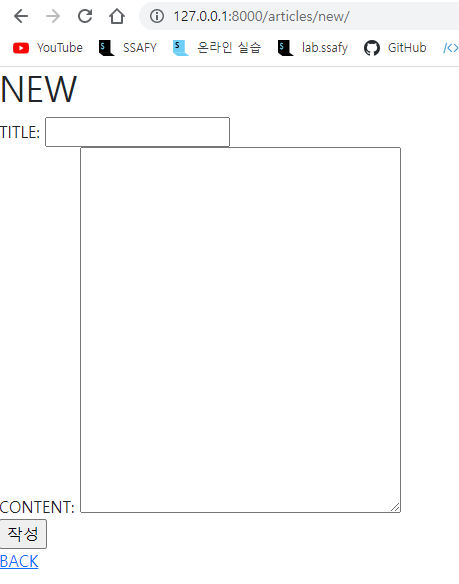 127.0.0.1:8000/articles/new/
YouTube SSAFY 온라인 실습 lab.ssafy GitHub
NEW
TITLE:
CONTENT:
작성
BACK